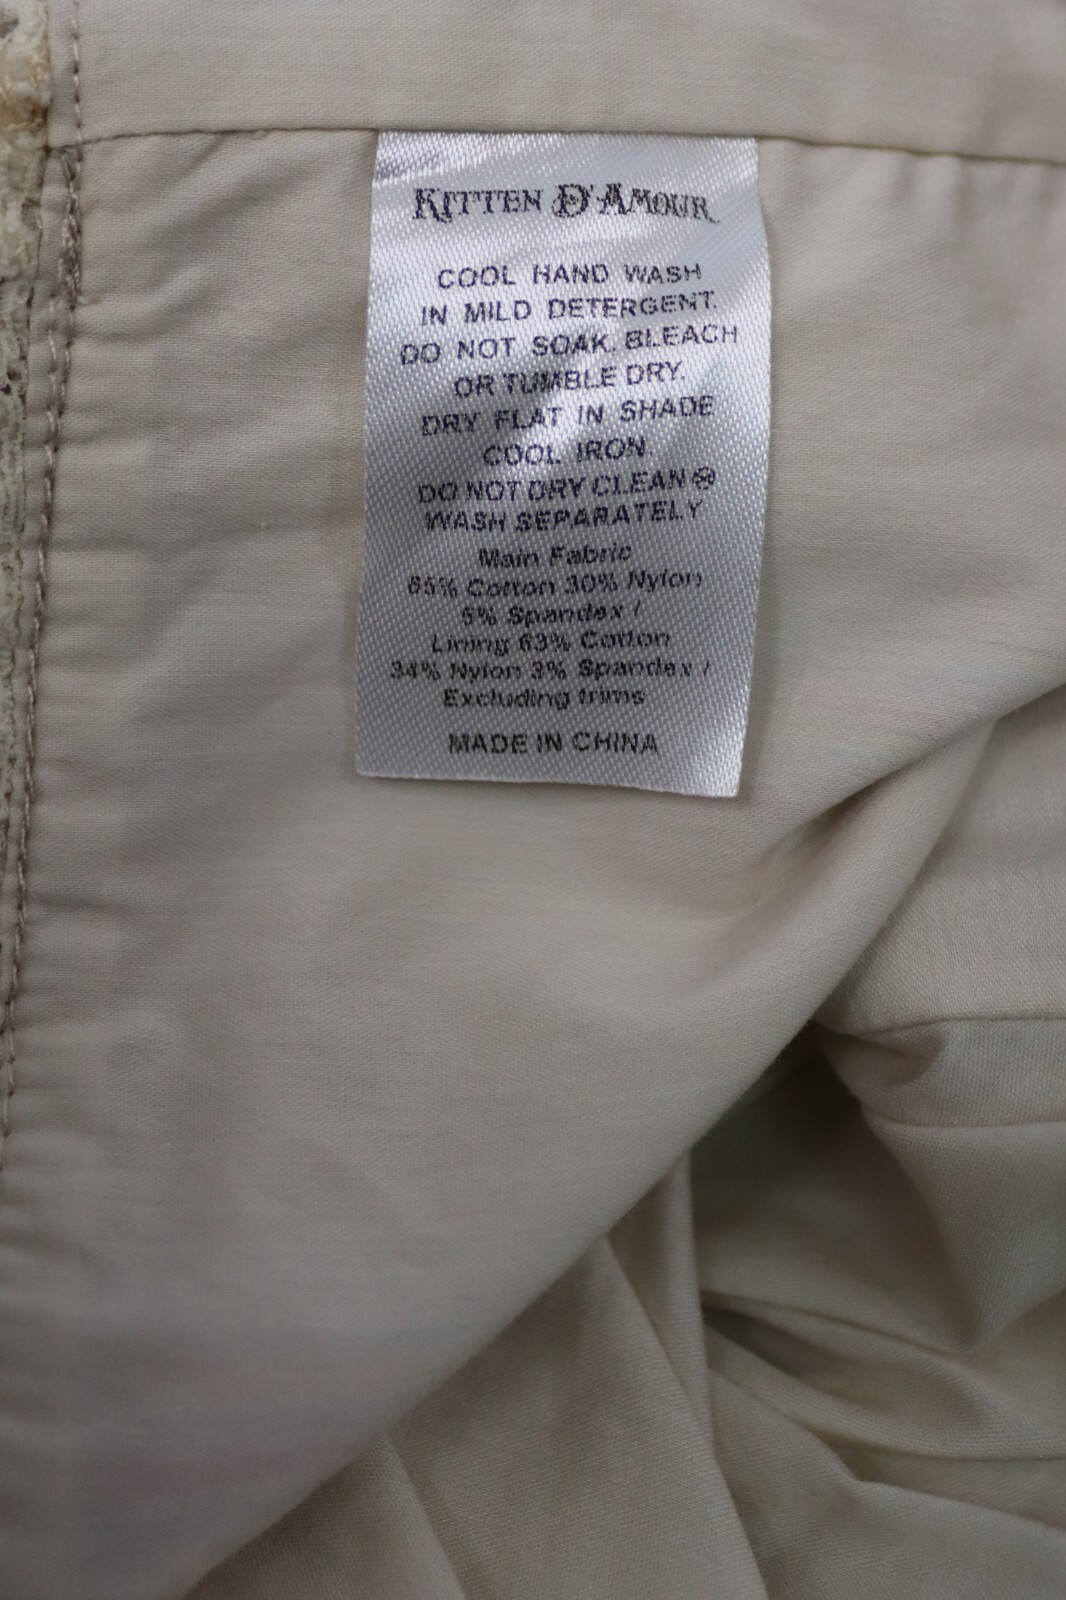 KITTEN D'AMOUR
COOL HAND WASH
IN MILD DETERGENT.
DO NOT SOAK. BLEACH
OR TUMBLE DRY.
DRY FLAT IN SHADE
COOL IRON.
DO NOT DRY CLEAN
WASH SEPARATELY
Main Fabric
65% Cotton 30% Nylon
5% Spandex /
Lining 63% Cotton
34% Nylon 3% Spandex /
Excluding trims
MADE IN CHINA